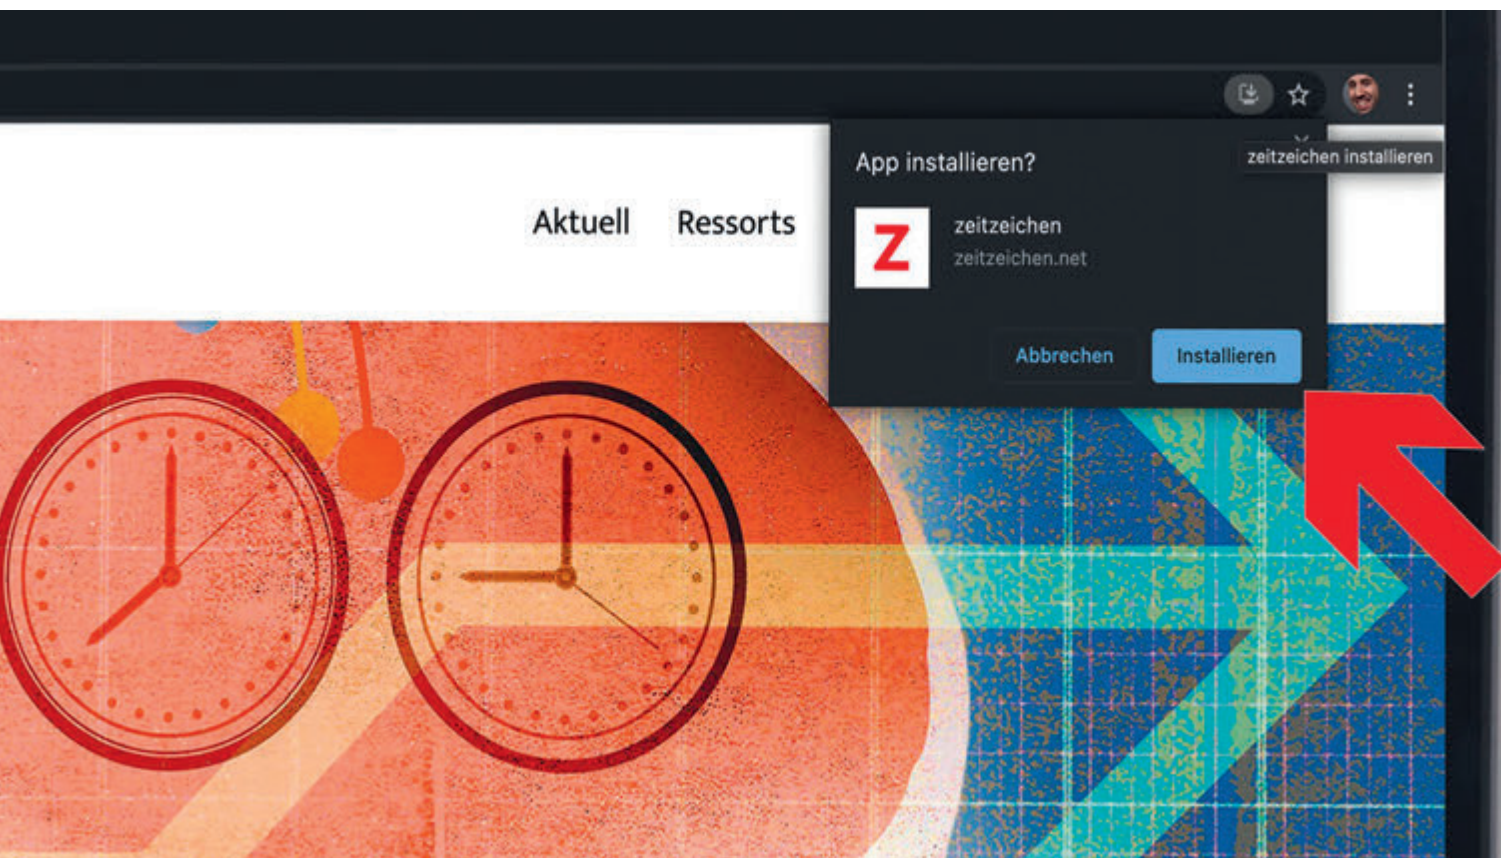 zeitzeichen installieren
App installieren?
Z
zeitzeichen
zeitzeichen.net
Aktuell Ressorts
Abbrechen Installieren